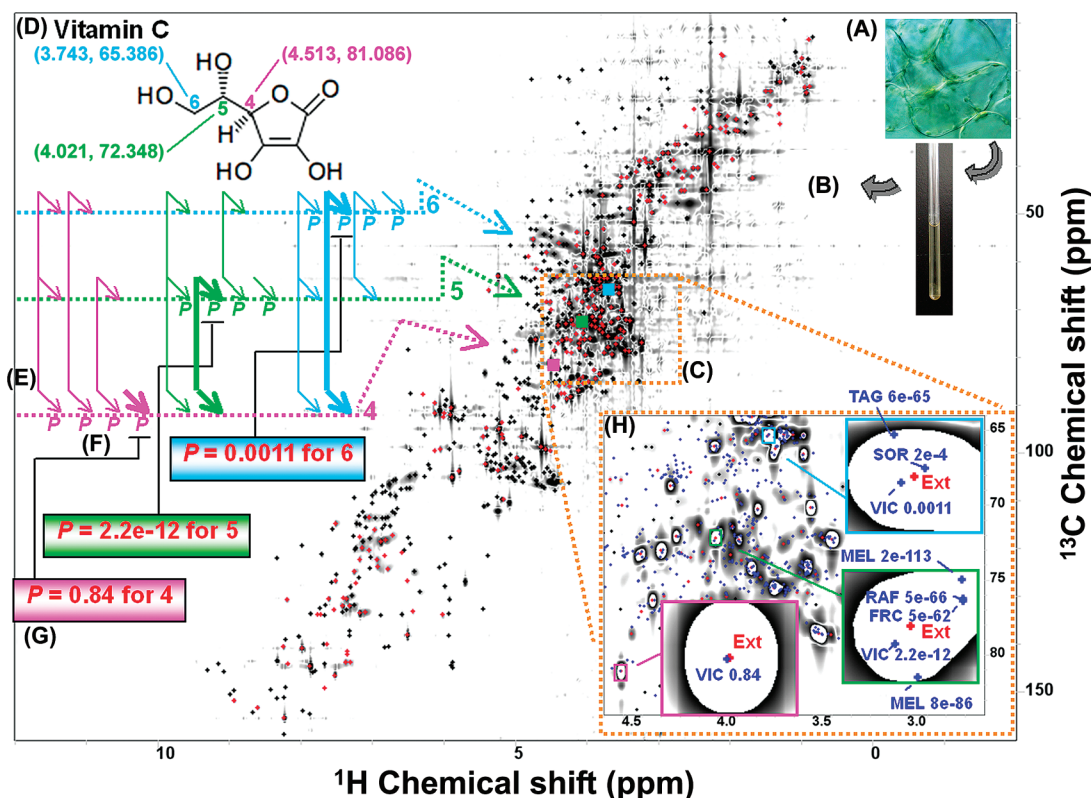 (D) Vitamin C
(3.743, 65.386)
(4.513, 81.086)
HO
HO
O
O
6
5
4
H
HO
OH
(4.021, 72.348)
(A)
(B)
P P P P
6
P P P P
5
(E)
P P P P
4
(F)
(C)
P = 0.0011 for 6
P = 2.2e-12 for 5
P = 0.84 for 4
(G)
(H)
TAG 6e-65
SOR 2e-4
Ext
VIC 0.0011
MEL 2e-113
RAF 5e-66
FRC 5e-62
Ext
VIC 2.2e-12
MEL 8e-86
Ext
VIC 0.84
65
70
75
80
4.5 4.0 3.5 3.0
50
100
150
13C Chemical shift (ppm)
10 5 0
1H Chemical shift (ppm)